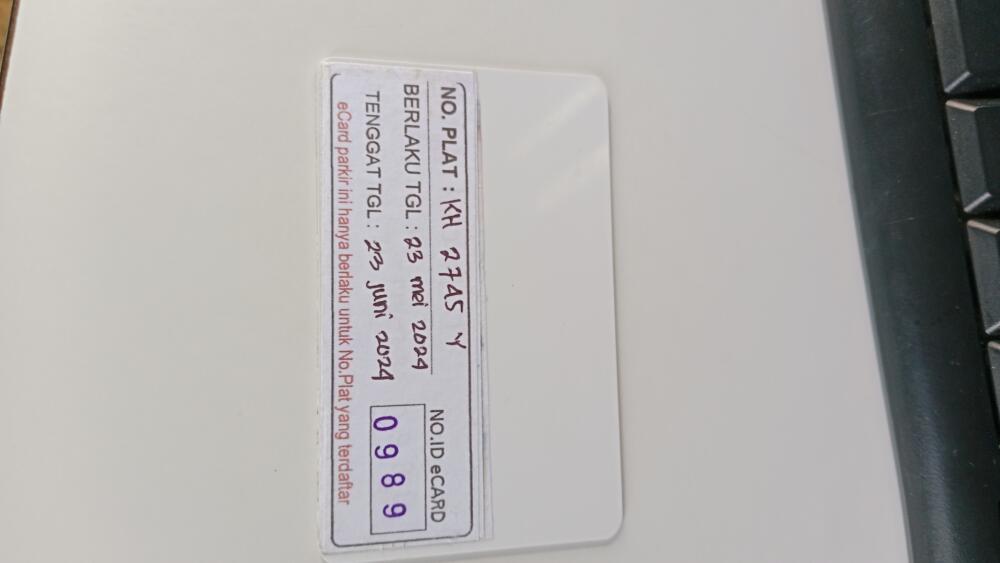 NO. PLAT : KH 2745 Y
BERLAKU TGL : 23 mei 2024
TENGGAT TGL : 23 juni 2024
NO.ID eCARD
0989
eCard parkir ini hanya berlaku untuk No.Plat yang terdaftar